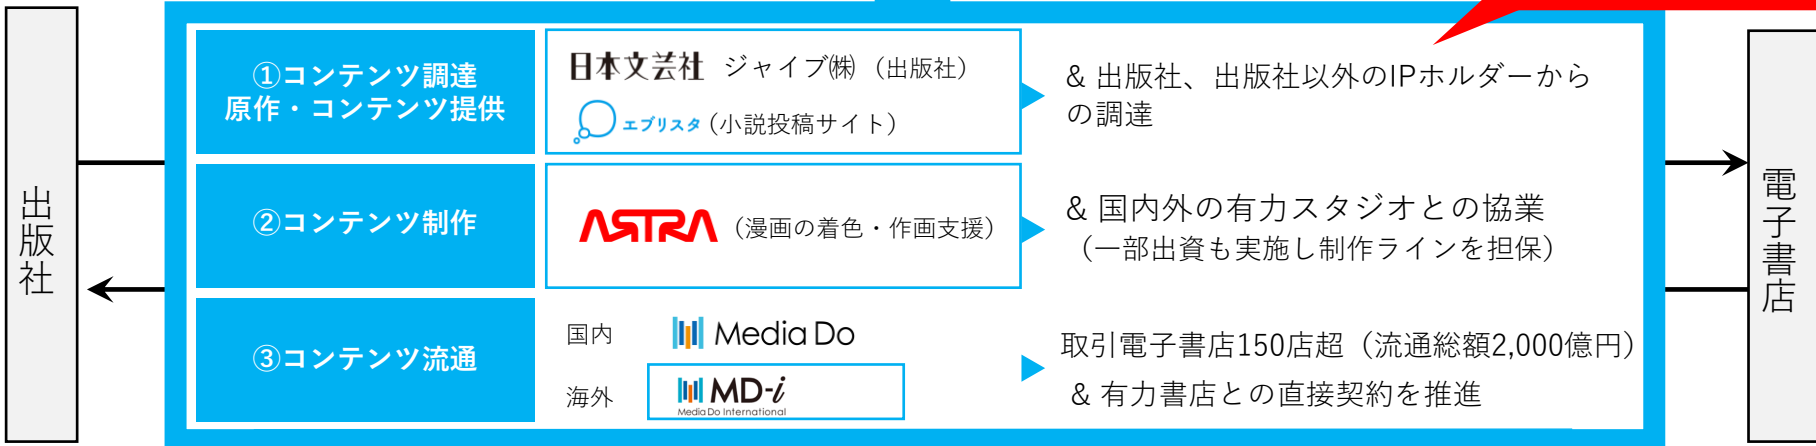 出版社
①コンテンツ調達
原作・コンテンツ提供
日本文芸社 ジャイブ㈱ （出版社）
エブリスタ（小説投稿サイト）
& 出版社、出版社以外のIPホルダーから
の調達
②コンテンツ制作
ASTRA （漫画の着色・作画支援）
& 国内外の有力スタジオとの協業
（一部出資も実施し制作ラインを担保）
③コンテンツ流通
国内 Media Do
海外 MD-i
Media Do International
取引電子書店150店超（流通総額2,000億円）
& 有力書店との直接契約を推進
電子書店